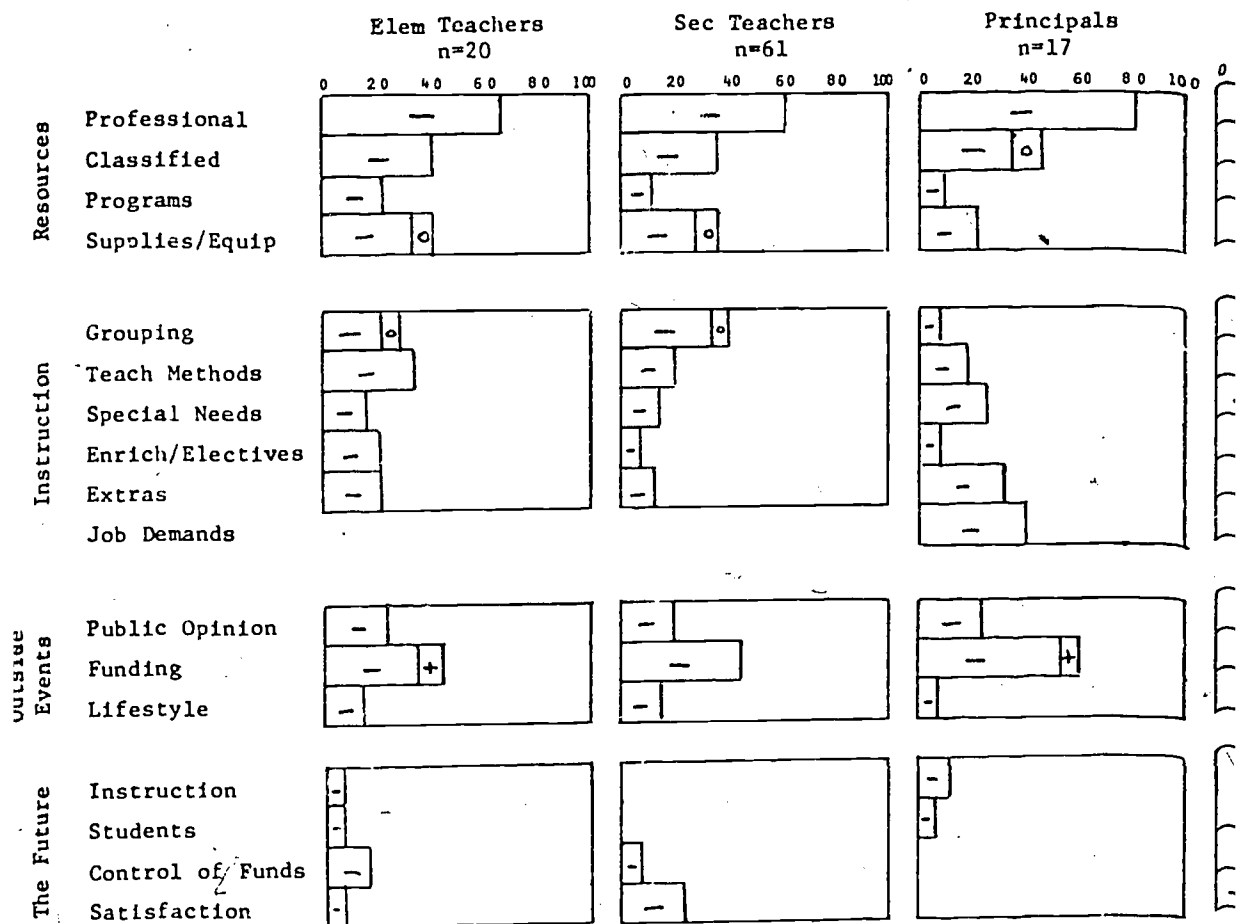 Elem Teachers Sec Teachers Principals
n=20 n=61 n=17
0 20 40 60 80 100 0 20 40 60 80 100 0 20 40 60 80 100 0
Resources
Professional
Classified
Programs
Supplies/Equip
Instruction
Grouping
Teach Methods
Special Needs
Enrich/Electives
Extras
Job Demands
Outside
Events
Public Opinion
Funding
Lifestyle
The Future
Instruction
Students
Control of Funds
Satisfaction